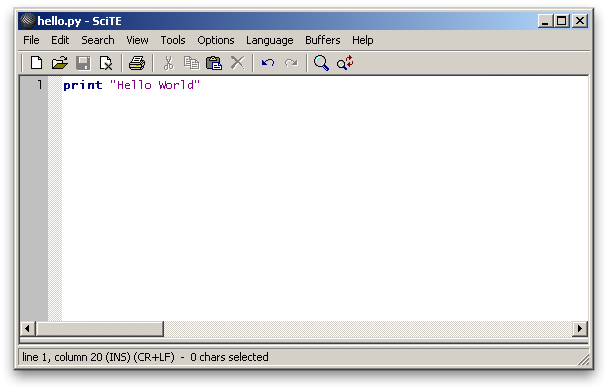 hello.py - SciTE
File Edit Search View Tools Options Language Buffers Help
1 print "Hello World"
line 1, column 20 (INS) (CR+LF) - 0 chars selected